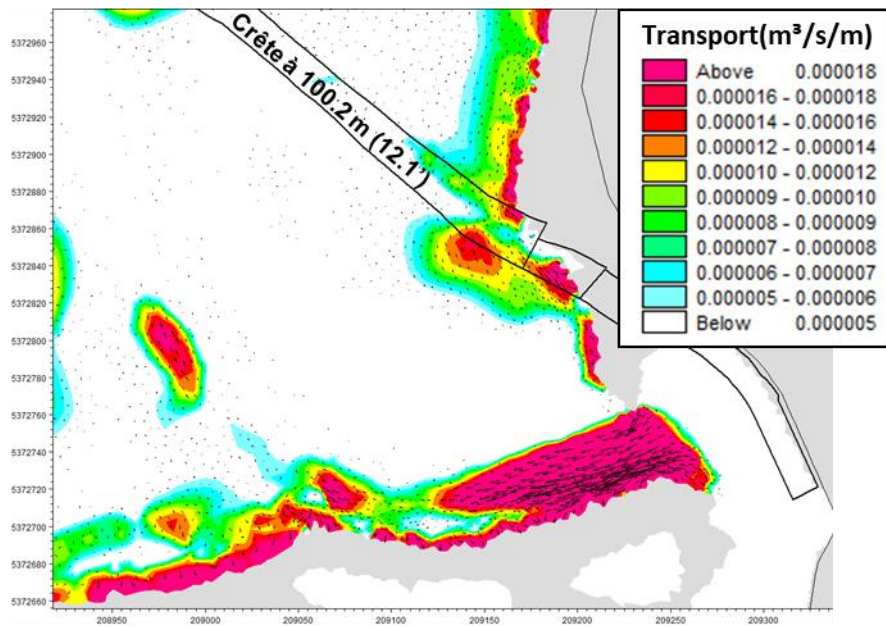 Transport(m³/s/m)
Above 0.000018
0.000016 - 0.000018
0.000014 - 0.000016
0.000012 - 0.000014
0.000010 - 0.000012
0.000009 - 0.000010
0.000008 - 0.000009
0.000007 - 0.000008
0.000006 - 0.000007
0.000005 - 0.000006
Below 0.000005
Crête à 100.2 m (12.1')
5372960
5372940
5372920
5372900
5372880
5372860
5372840
5372820
5372800
5372780
5372760
5372740
5372720
5372700
5372680
5372660
208950 209000 209050 209100 209150 209200 209250 209300